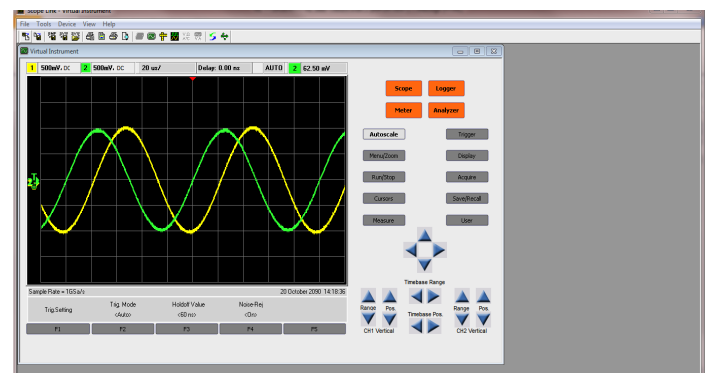 Scope Link - Virtual Instrument
File Tools Device View Help
Virtual Instrument
1 500mV/ DC 2 500mV/ DC 20 us/ Delay: 0.00 ns AUTO 2 62.50 mV
Scope Logger
Meter Analyzer
Autoscale Trigger
Menu/Zoom Display
Run/Stop Acquire
Cursors Save/Recall
Measure User
Timebase Range
Sample Rate = 1GSa/s 20 October 2090 14:18:36
Trig.Setting Trig. Mode Holdoff Value Noise-Rej
<Auto> <60 ns> <On>
F1 F2 F3 F4 F5
Range Pos. Timebase Pos. Range Pos.
CH1 Vertical CH2 Vertical